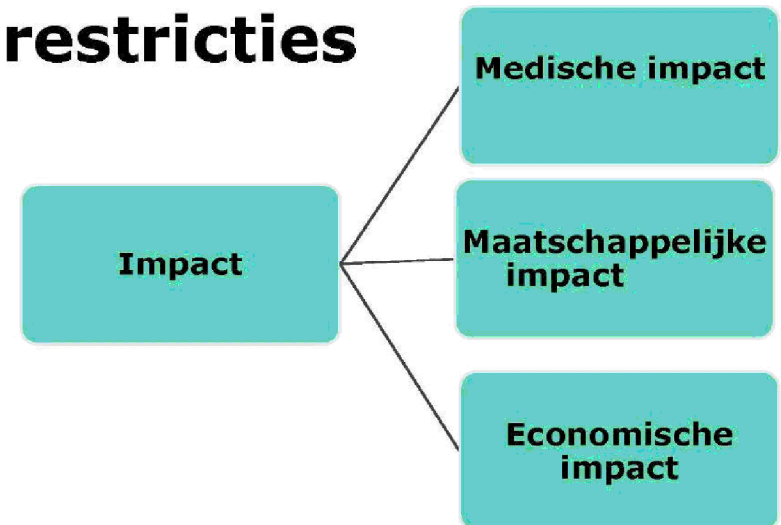 restricties
Medische impact
Impact
Maatschappelijke
impact
Economische
impact